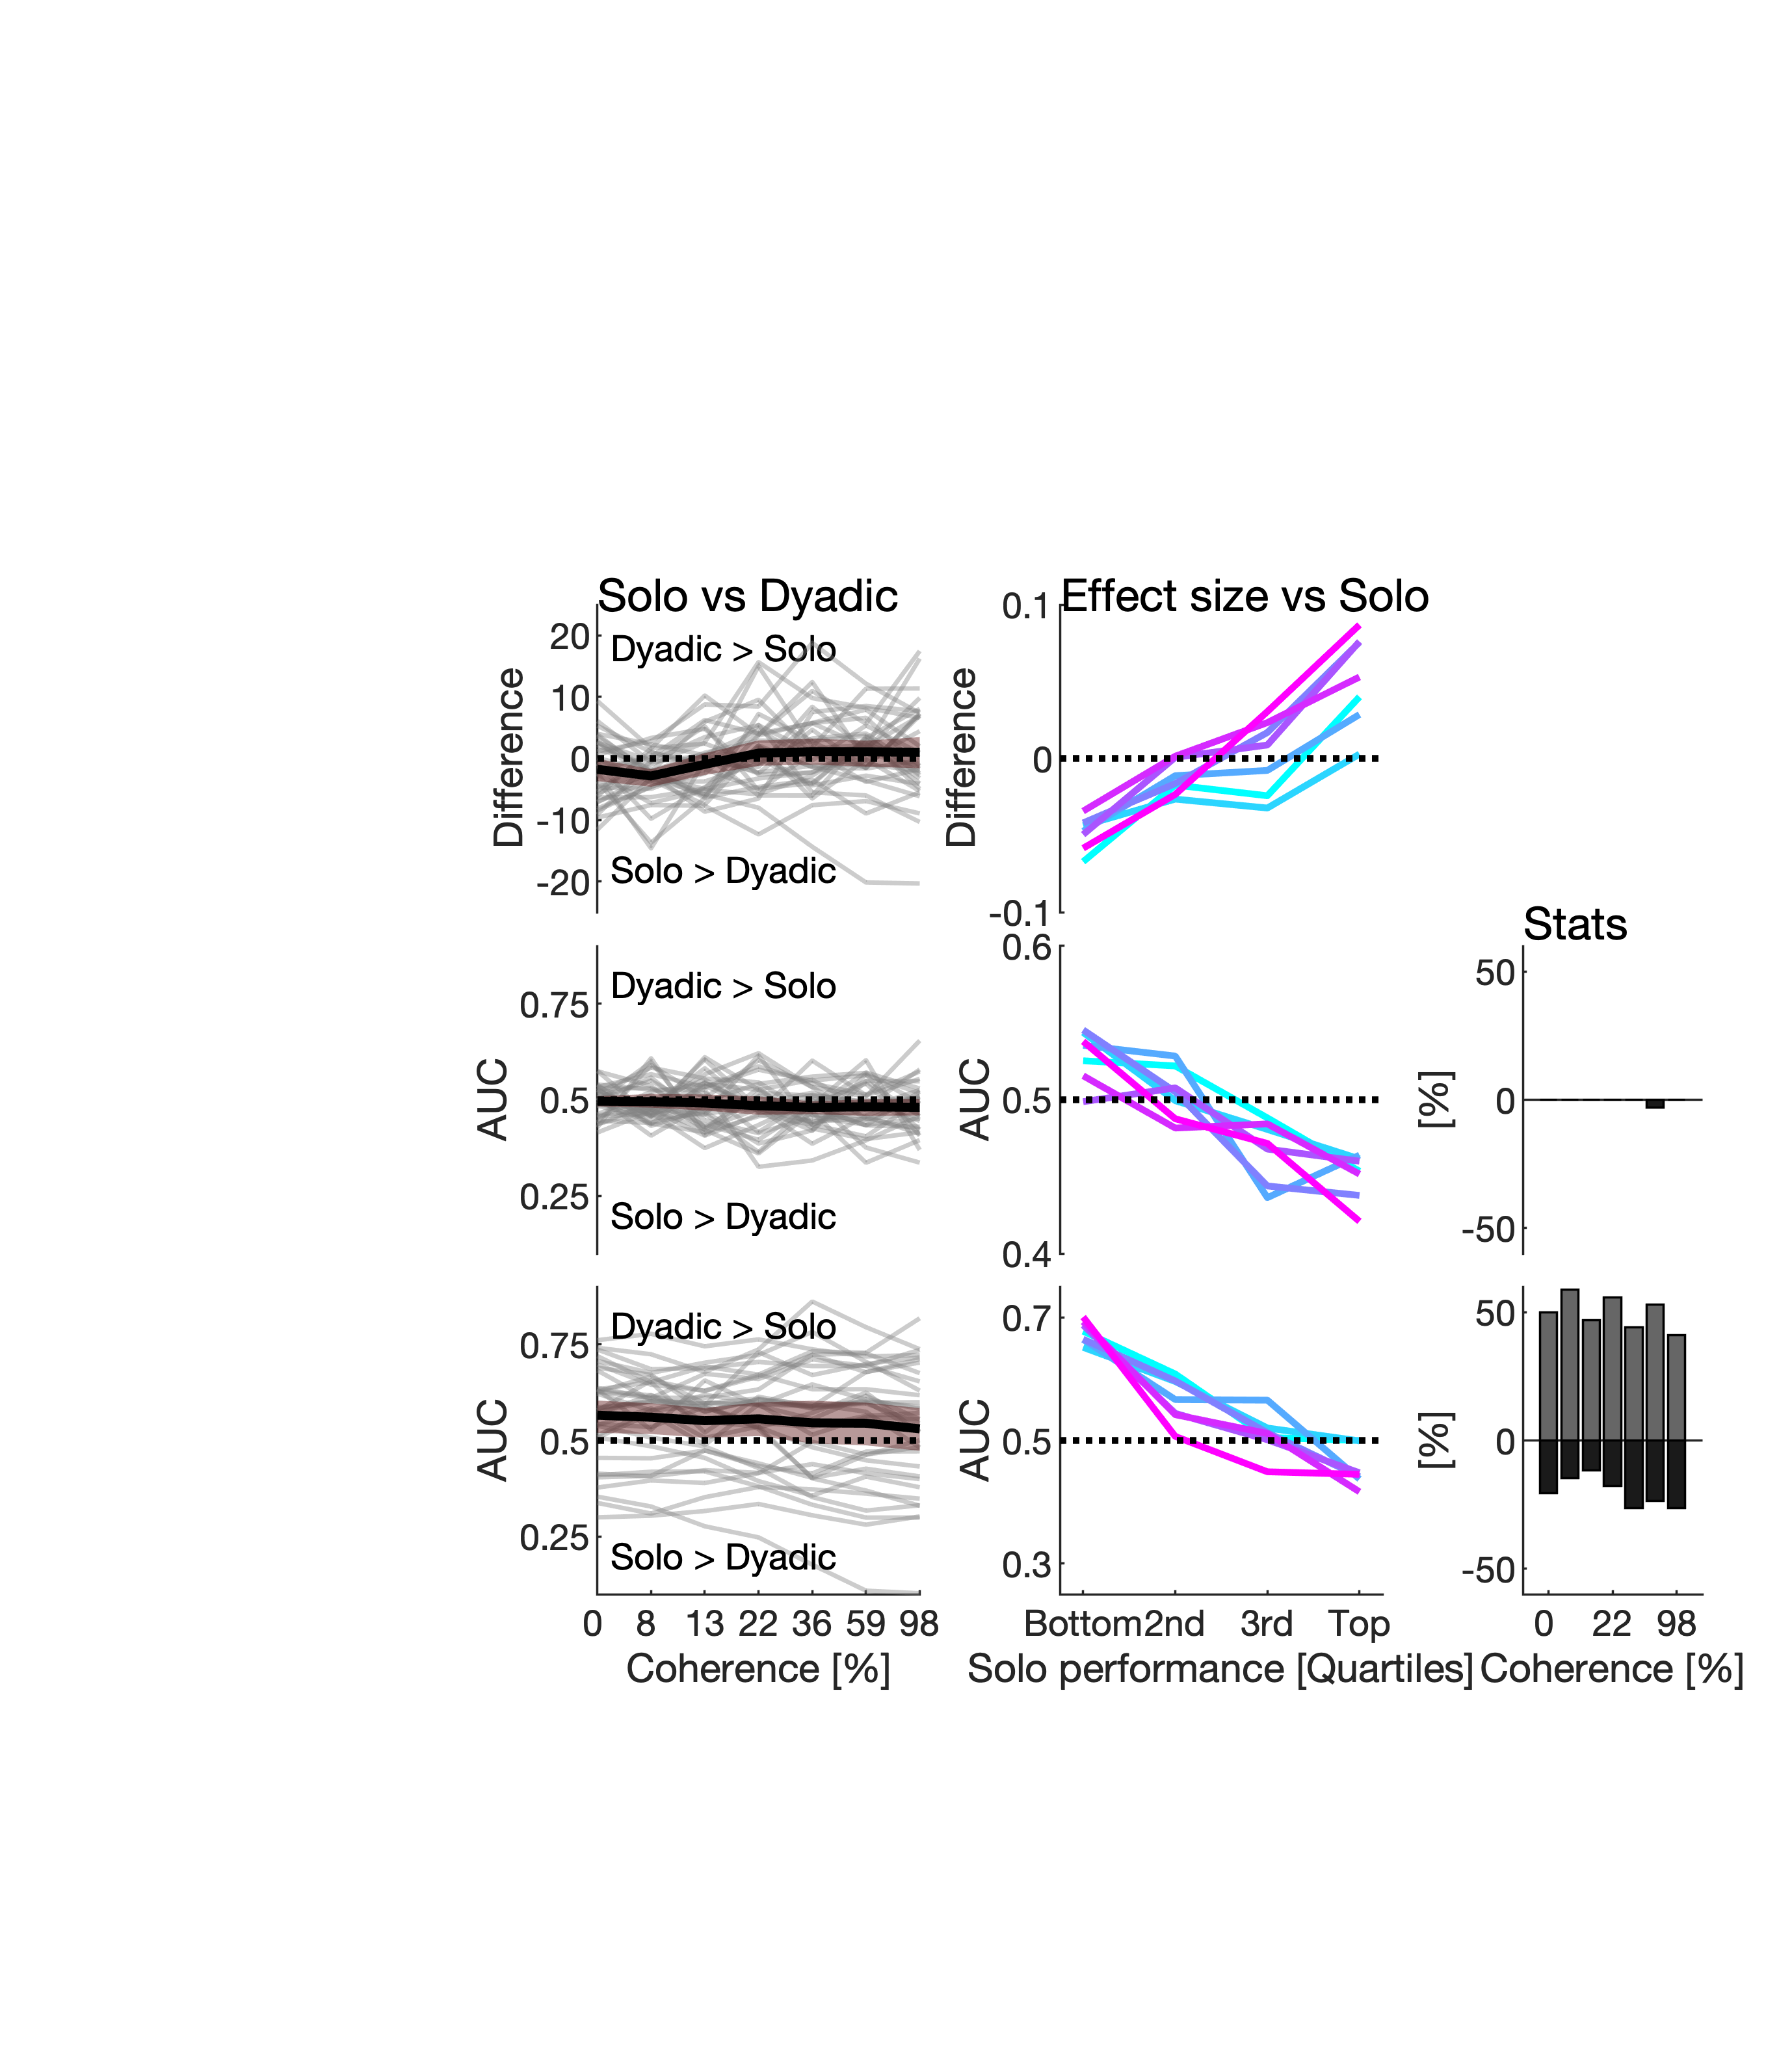 Solo vs Dyadic
Effect size vs Solo
20
10
0
-10
-20
Difference
Dyadic > Solo
Solo > Dyadic
0.1
0
-0.1
Difference
0.75
0.5
0.25
AUC
Dyadic > Solo
Solo > Dyadic
0.6
0.5
0.4
AUC
Stats
50
0
-50
[%]
0.75
0.5
0.25
AUC
Dyadic > Solo
Solo > Dyadic
0 8 13 22 36 59 98
Coherence [%]
0.7
0.5
0.3
AUC
Bottom 2nd 3rd Top
Solo performance [Quartiles]
50
0
-50
[%]
0 22 98
Coherence [%]